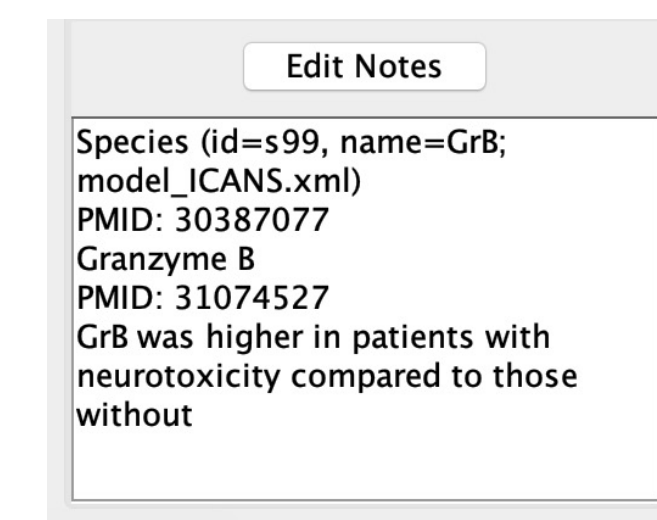 Edit Notes
Species (id=s99, name=GrB;
model_ICANS.xml)
PMID: 30387077
Granzyme B
PMID: 31074527
GrB was higher in patients with
neurotoxicity compared to those
without